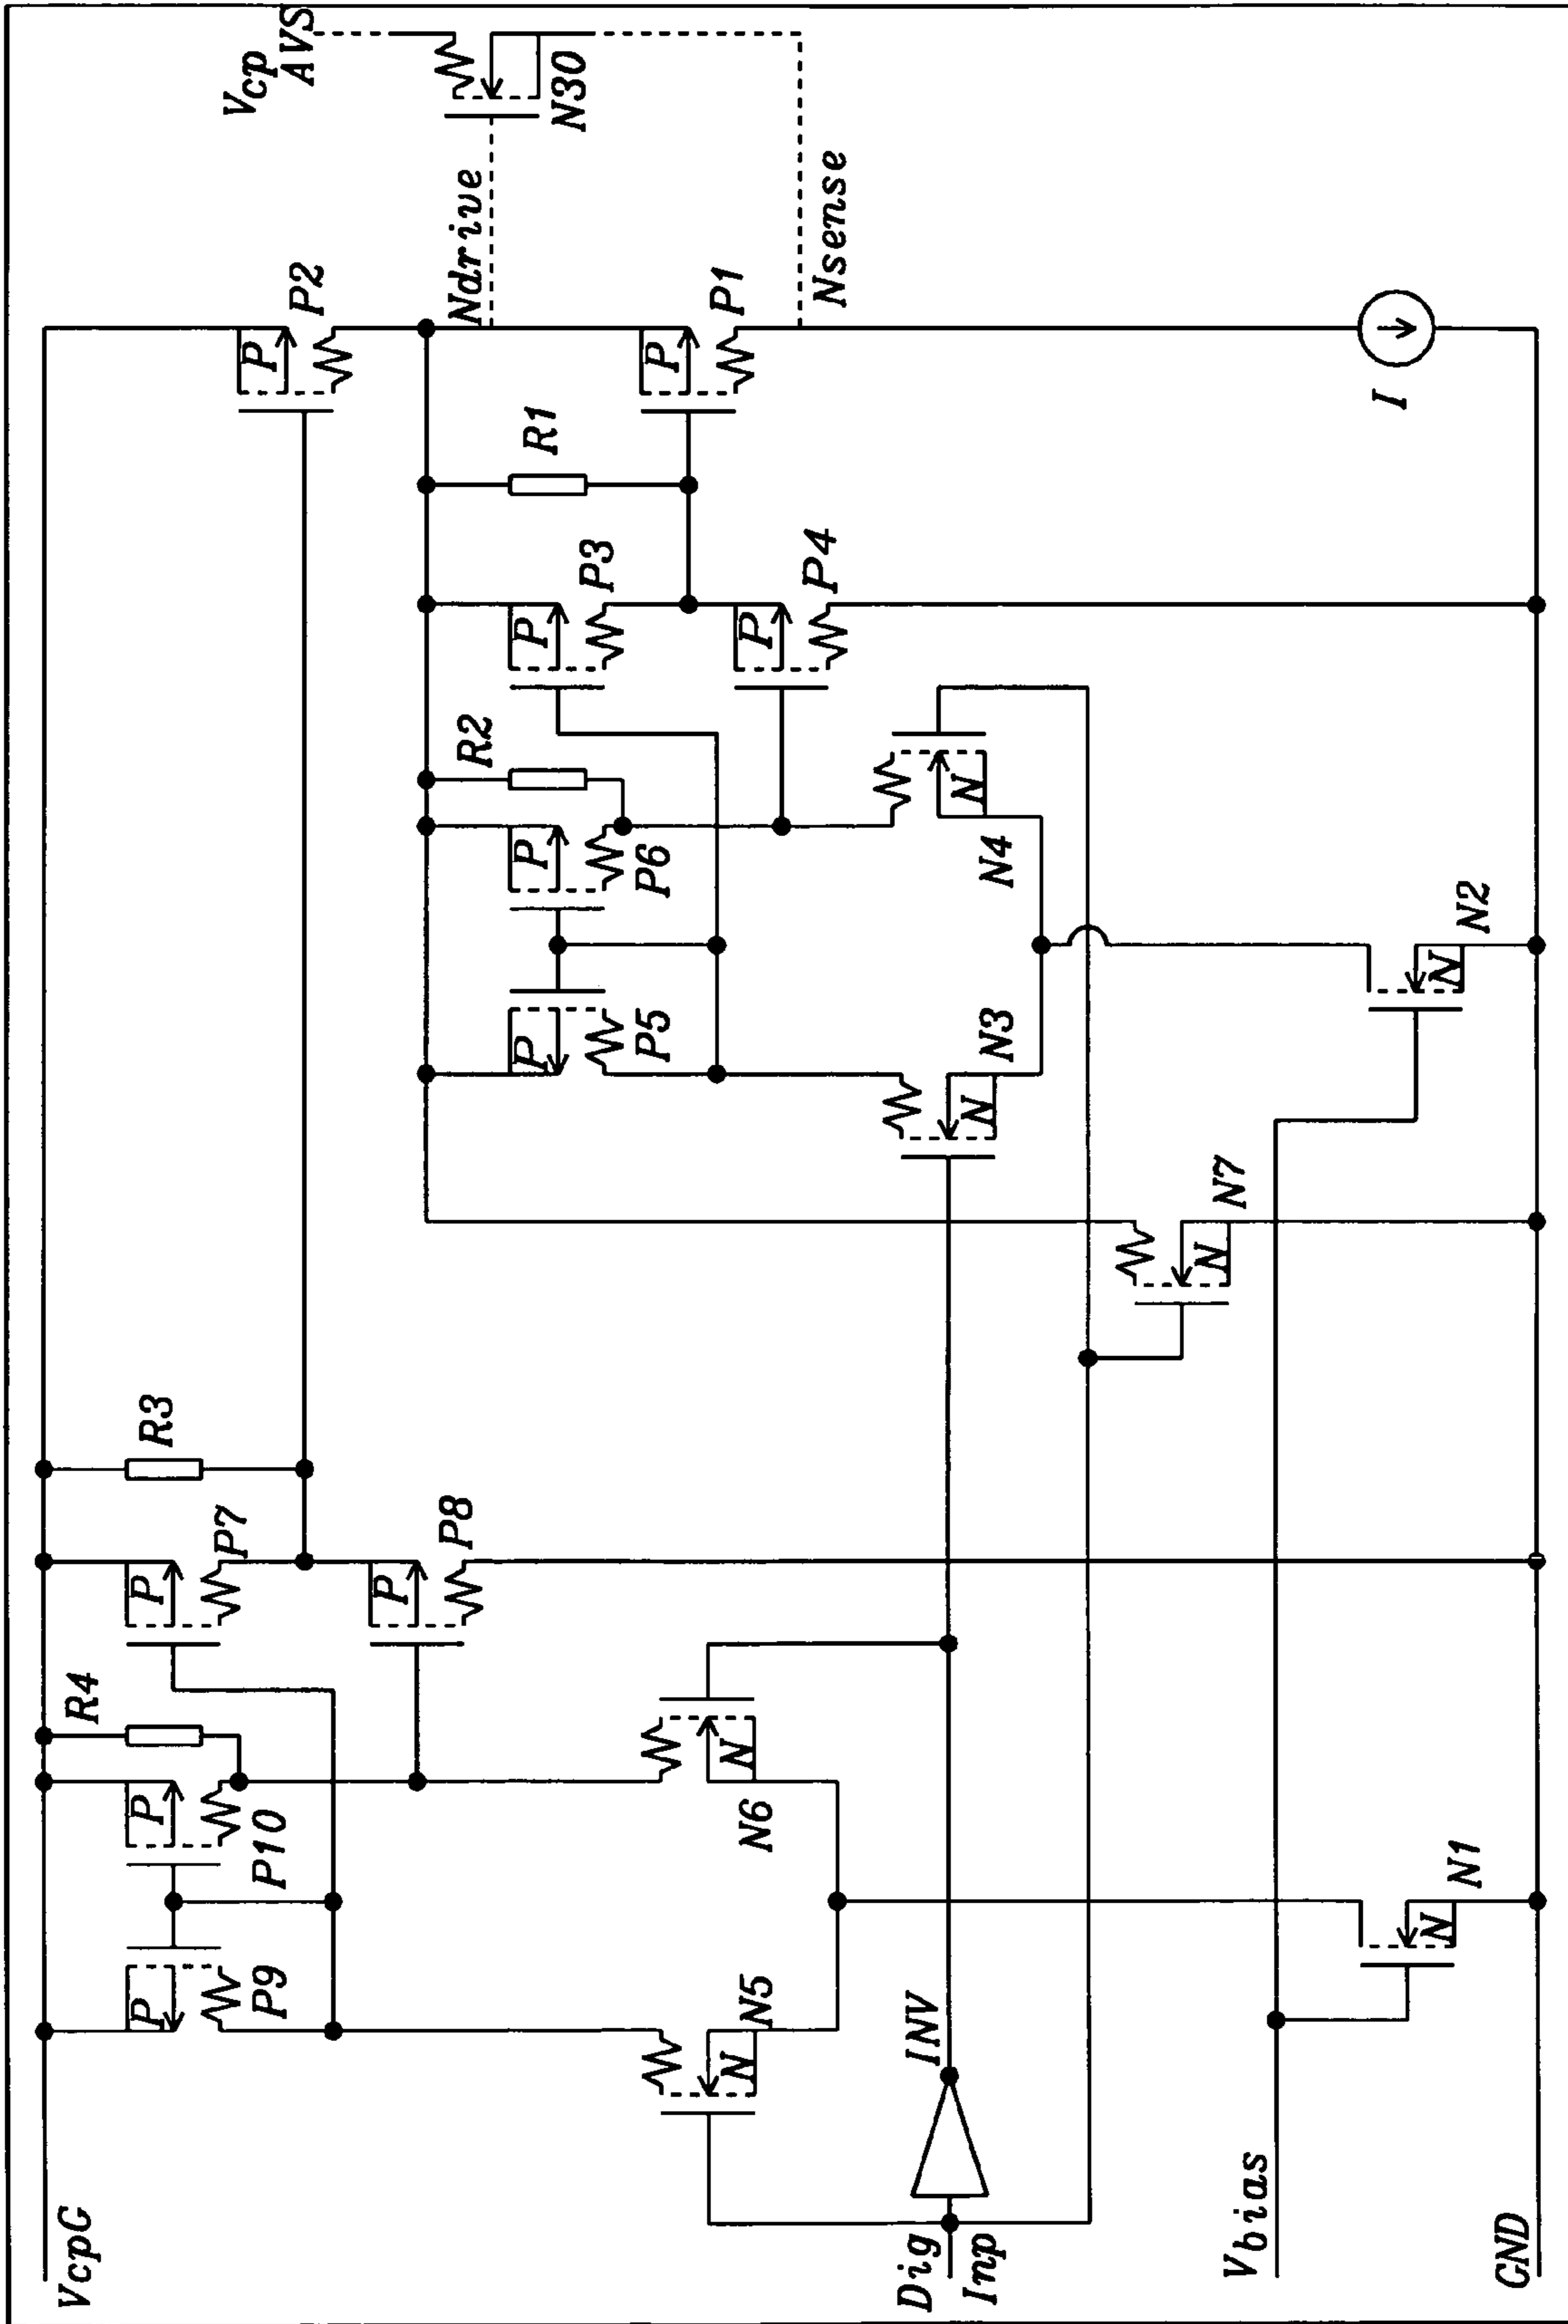 VcpG
R4
R3
P
P
P
P9
P10
P7
Vcp
AVS
P
P2
P
P8
R2
Ndrive
R1
N30
P
P
P
P5
P6
P3
P
P1
N
N
N5
N6
P
P4
Nsense
Dig
Inp
INV
N
N
N3
N4
N
N7
Vbias
I
N
N
N1
N2
GND